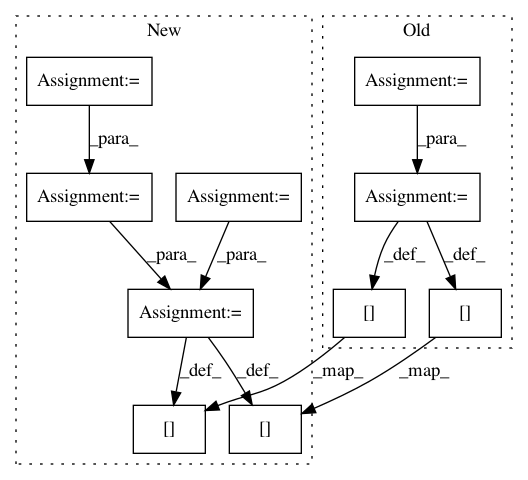 New
Old
Assignment:=
Assignment:=
_para_
_para_
Assignment:=
Assignment:=
Assignment:=
_para_
_para_
_def_
_def_
Assignment:=
[]
[]
_def_
_def_
_map_
_map_
[]
[]